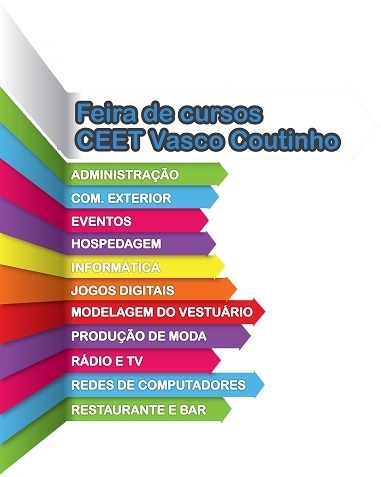 Feira de cursos
CEET Vasco Coutinho
ADMINISTRAÇÃO
COM. EXTERIOR
EVENTOS
HOSPEDAGEM
INFORMÁTICA
JOGOS DIGITAIS
MODELAGEM DO VESTUÁRIO
PRODUÇÃO DE MODA
RÁDIO E TV
REDES DE COMPUTADORES
RESTAURANTE E BAR